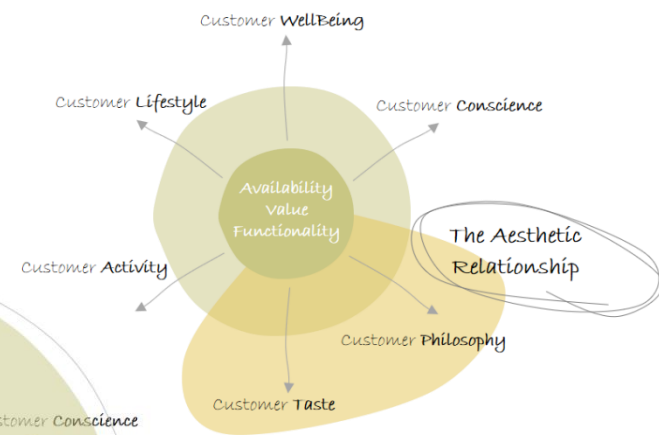 Customer WellBeing
Customer Lifestyle
Customer Conscience
Availability
Value
Functionality
The Aesthetic
Relationship
Customer Activity
Customer Philosophy
Customer Taste
tomer Conscience